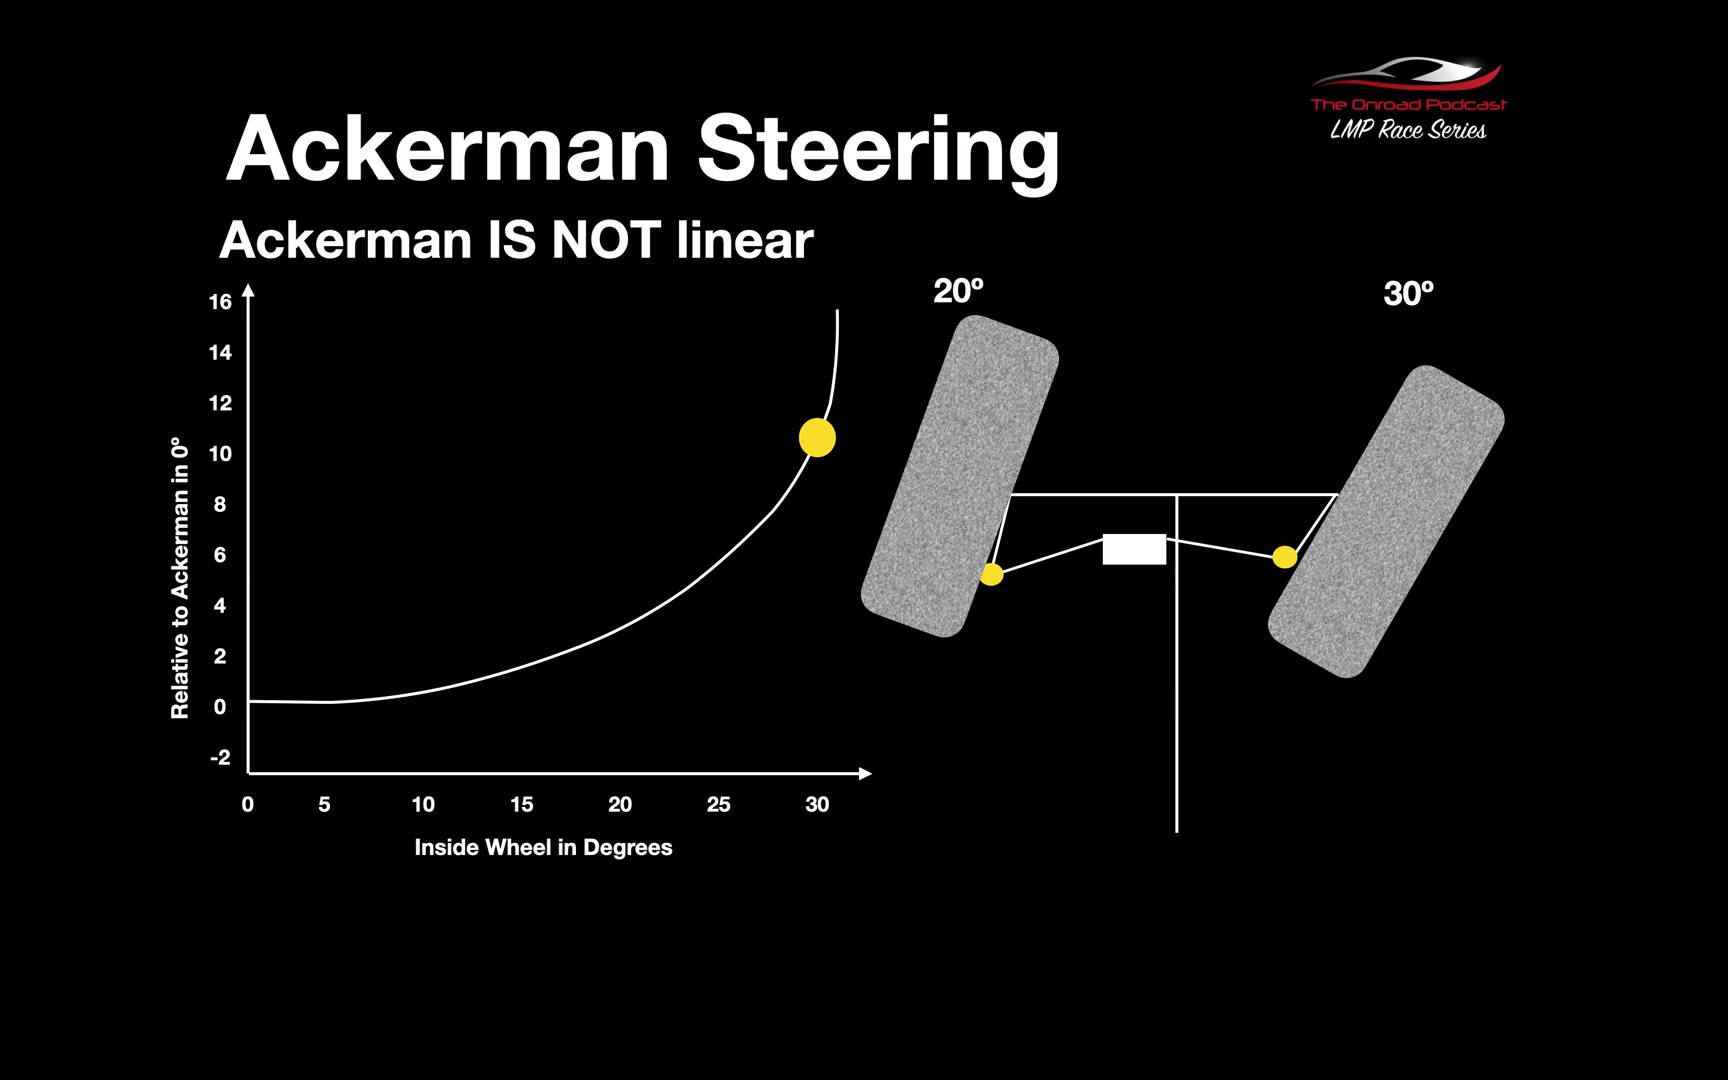 The Onroad Podcast
LMP Race Series
Ackerman Steering
Ackerman IS NOT linear
20º
30º
16
14
12
10
8
6
4
2
0
-2
Relative to Ackerman in 0º
0 5 10 15 20 25 30
Inside Wheel in Degrees